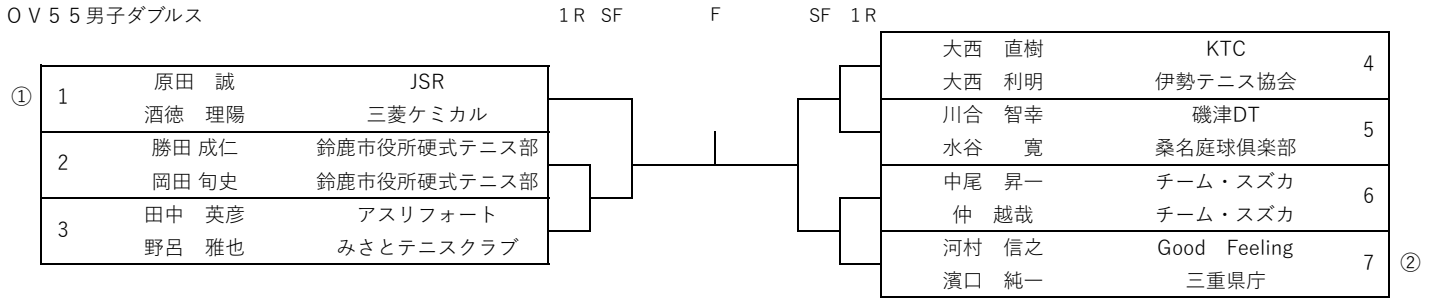 ＯＶ５５男子ダブルス 1R SF F SF 1R
大西　直樹 KTC
4
大西　利明 伊勢テニス協会
① 1 原田　誠 JSR
酒徳　理陽 三菱ケミカル
川合　智幸 磯津DT
5
水谷　　寛 桑名庭球俱楽部
2 勝田 成仁 鈴鹿市役所硬式テニス部
岡田 旬史 鈴鹿市役所硬式テニス部
中尾　昇一 チーム・スズカ
6
仲　越哉 チーム・スズカ
3 田中　英彦 アスリフォート
野呂　雅也 みさとテニスクラブ
河村　信之 Good　Feeling
7 ②
濱口　純一 三重県庁